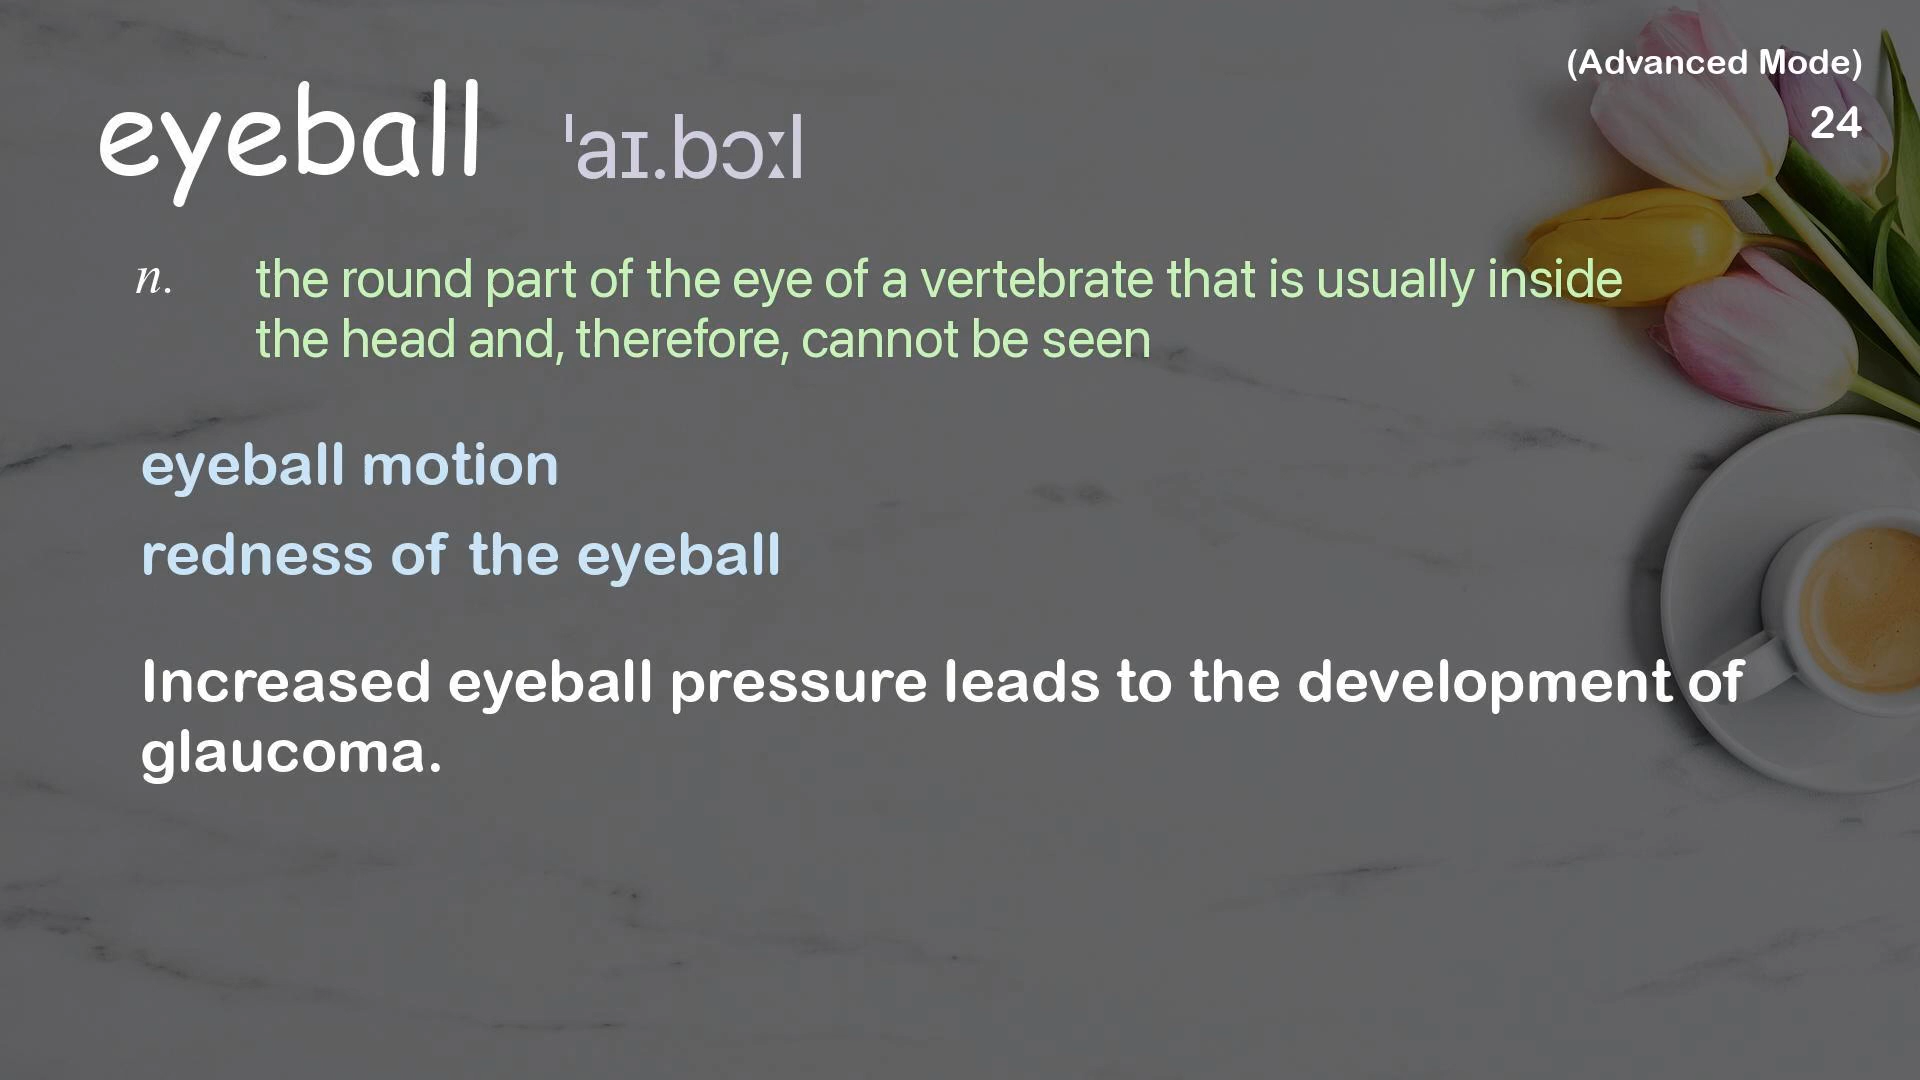 (Advanced Mode)
24
eyeball ˈaɪ.bɔːl
n. the round part of the eye of a vertebrate that is usually inside
the head and, therefore, cannot be seen
eyeball motion
redness of the eyeball
Increased eyeball pressure leads to the development of
glaucoma.